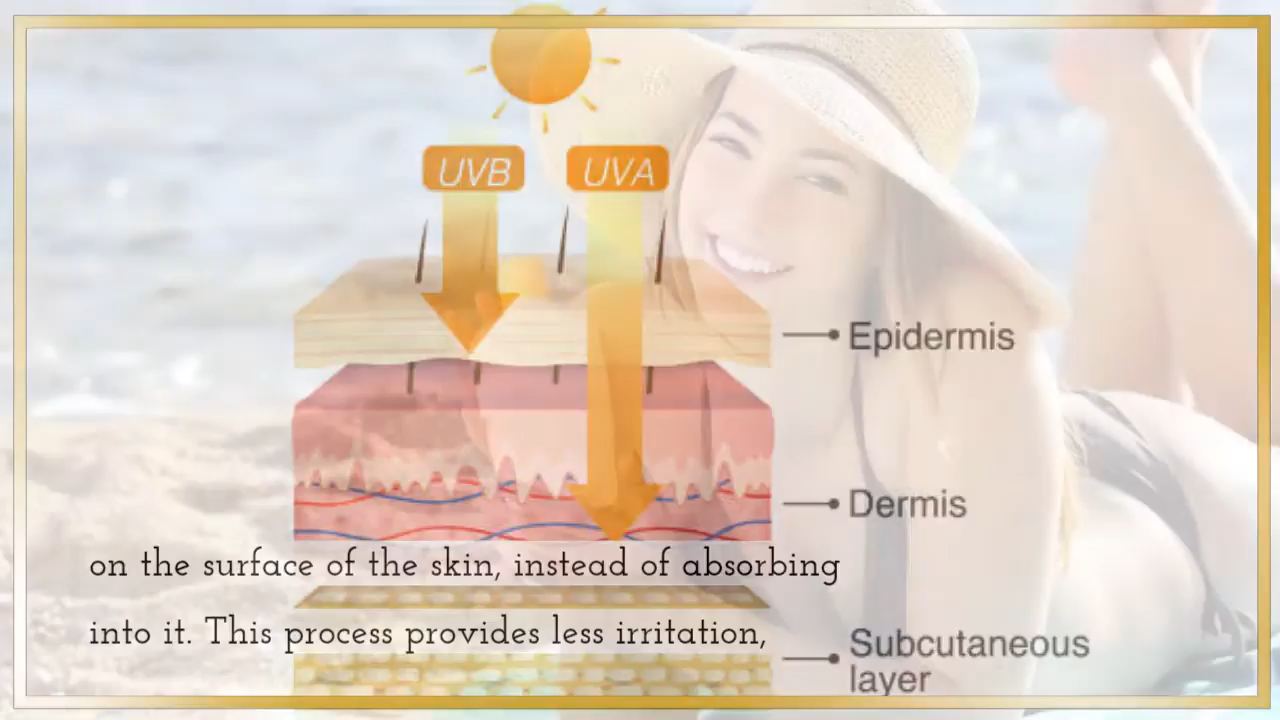 UVB UVA
Epidermis
Dermis
on the surface of the skin, instead of absorbing
into it. This process provides less irritation,
Subcutaneous
layer